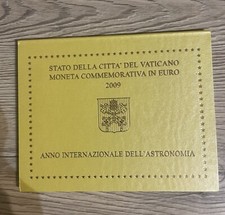 STATO DELLA CITTA' DEL VATICANO
MONETA COMMEMORATIVA IN EURO
2009
ANNO INTERNAZIONALE DELL'ASTRONOMIA